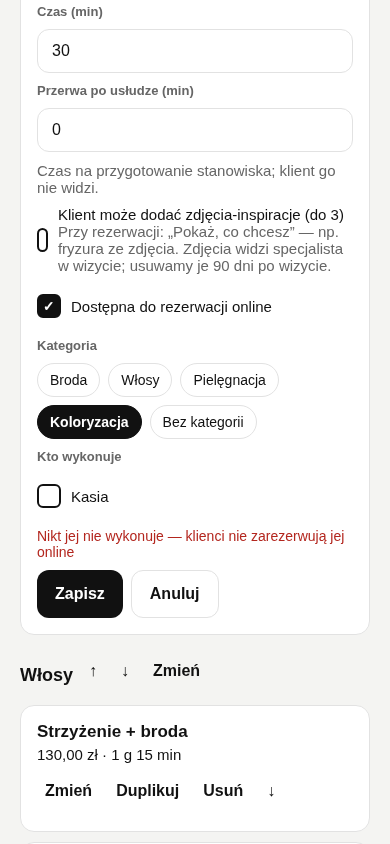 Czas (min)
30
Przerwa po usłudze (min)
0
Czas na przygotowanie stanowiska; klient go
nie widzi.
Klient może dodać zdjęcia-inspiracje (do 3)
Przy rezerwacji: „Pokaż, co chcesz” — np.
fryzura ze zdjęcia. Zdjęcia widzi specjalista
w wizycie; usuwamy je 90 dni po wizycie.
✓ Dostępna do rezerwacji online
Kategoria
Broda Włosy Pielęgnacja
Koloryzacja Bez kategorii
Kto wykonuje
Kasia
Nikt jej nie wykonuje — klienci nie zarezerwują jej
online
Zapisz Anuluj
Włosy ↑ ↓ Zmień
Strzyżenie + broda
130,00 zł · 1 g 15 min
Zmień Duplikuj Usuń ↓